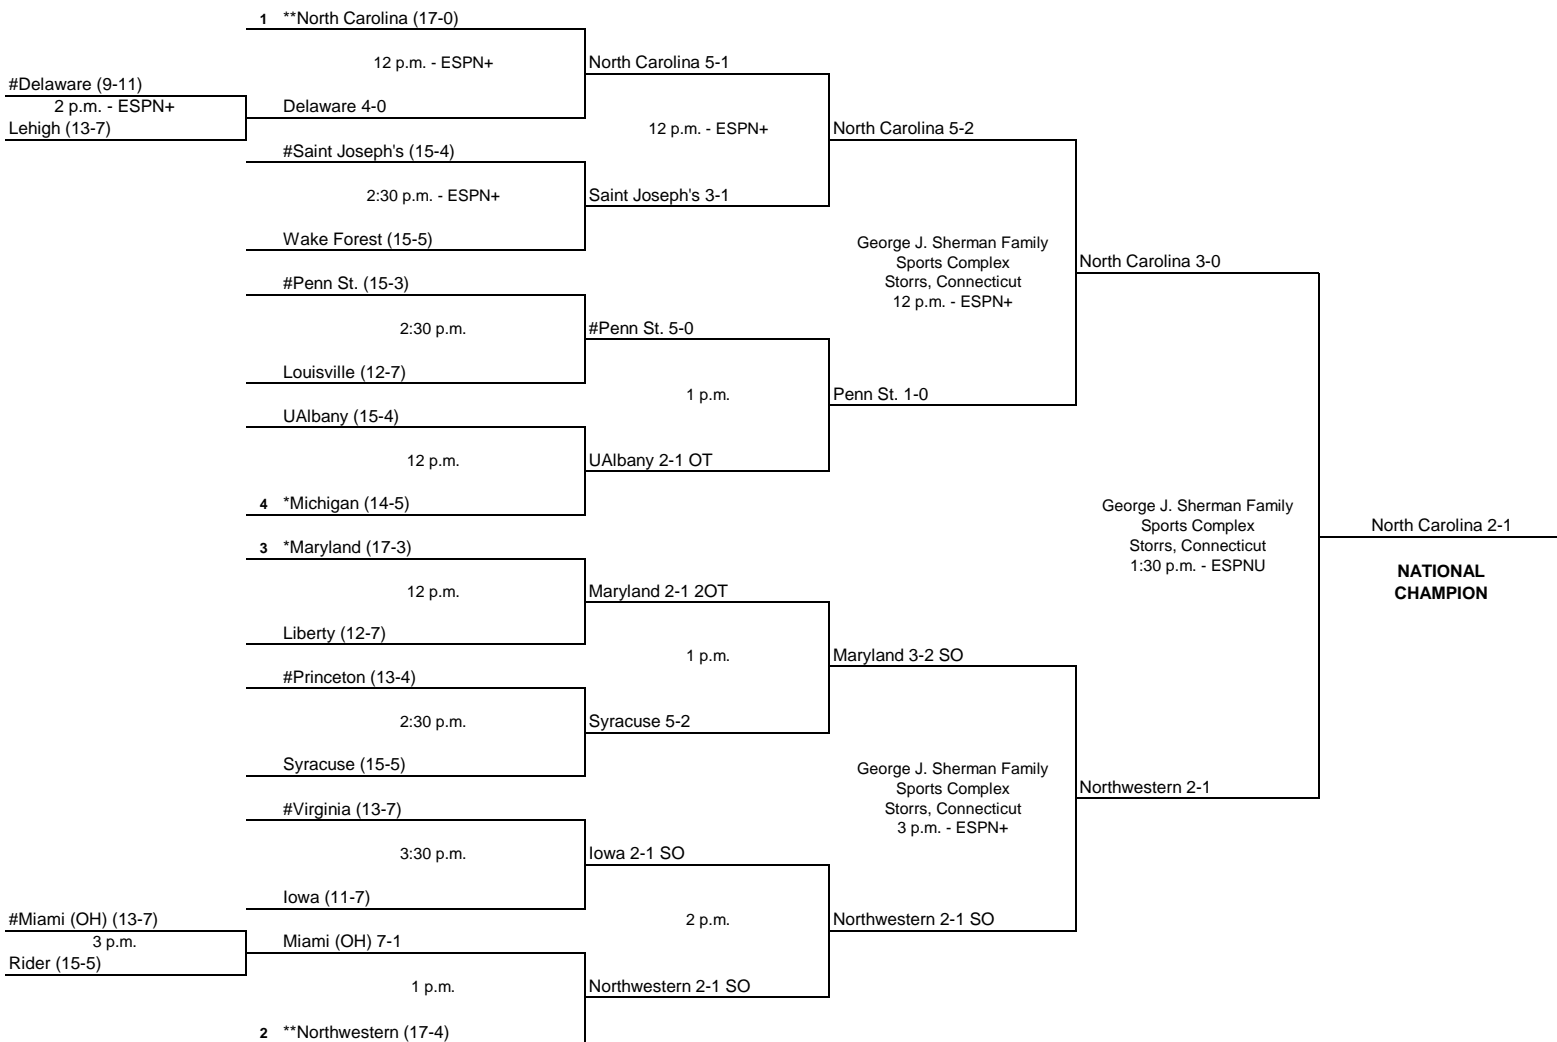 1 **North Carolina (17-0)
12 p.m. - ESPN+
North Carolina 5-1
#Delaware (9-11)
2 p.m. - ESPN+
Delaware 4-0
Lehigh (13-7)
12 p.m. - ESPN+
North Carolina 5-2
#Saint Joseph's (15-4)
2:30 p.m. - ESPN+
Saint Joseph's 3-1
Wake Forest (15-5)
George J. Sherman Family
Sports Complex
Storrs, Connecticut
12 p.m. - ESPN+
North Carolina 3-0
#Penn St. (15-3)
2:30 p.m.
#Penn St. 5-0
Louisville (12-7)
1 p.m.
Penn St. 1-0
UAlbany (15-4)
12 p.m.
UAlbany 2-1 OT
4 *Michigan (14-5)
George J. Sherman Family
Sports Complex
Storrs, Connecticut
1:30 p.m. - ESPNU
North Carolina 2-1
NATIONAL
CHAMPION
3 *Maryland (17-3)
12 p.m.
Maryland 2-1 2OT
Liberty (12-7)
1 p.m.
Maryland 3-2 SO
#Princeton (13-4)
2:30 p.m.
Syracuse 5-2
Syracuse (15-5)
George J. Sherman Family
Sports Complex
Storrs, Connecticut
3 p.m. - ESPN+
Northwestern 2-1
#Virginia (13-7)
3:30 p.m.
Iowa 2-1 SO
Iowa (11-7)
2 p.m.
Northwestern 2-1 SO
#Miami (OH) (13-7)
3 p.m.
Miami (OH) 7-1
Rider (15-5)
1 p.m.
Northwestern 2-1 SO
2 **Northwestern (17-4)